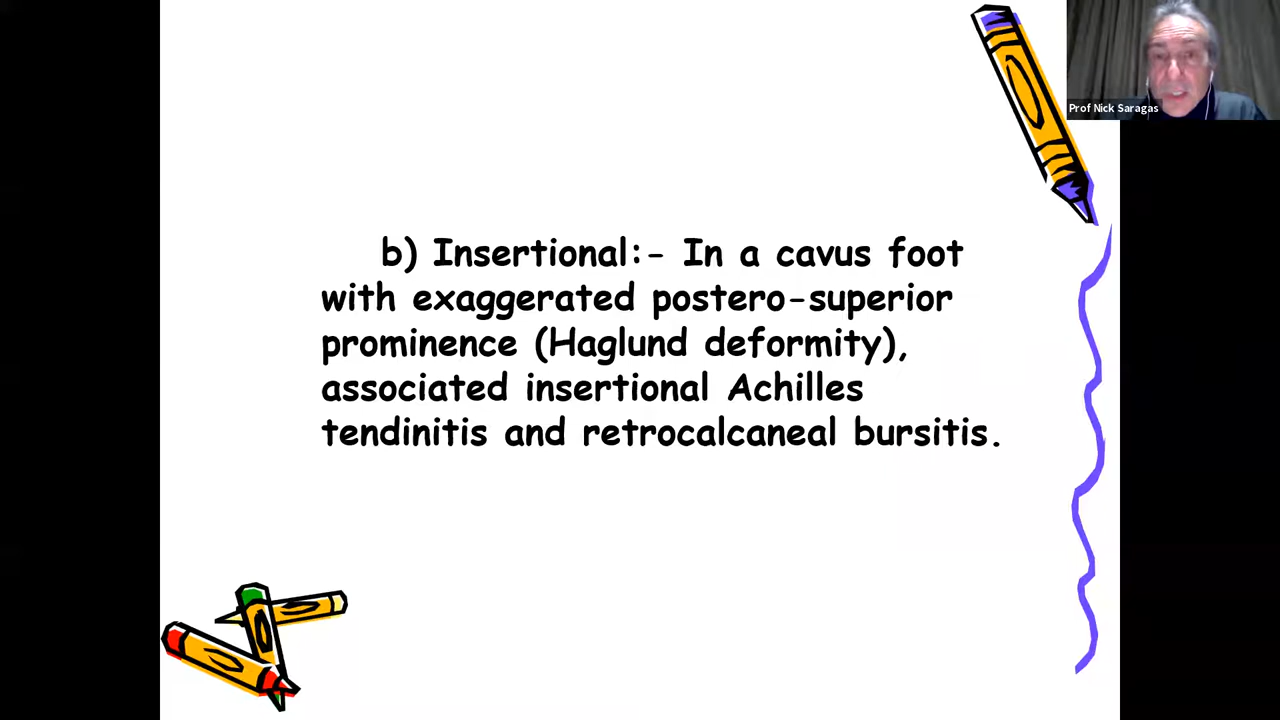 Prof Nick Saragas
b) Insertional:- In a cavus foot
with exaggerated postero-superior
prominence (Haglund deformity),
associated insertional Achilles
tendinitis and retrocalcaneal bursitis.